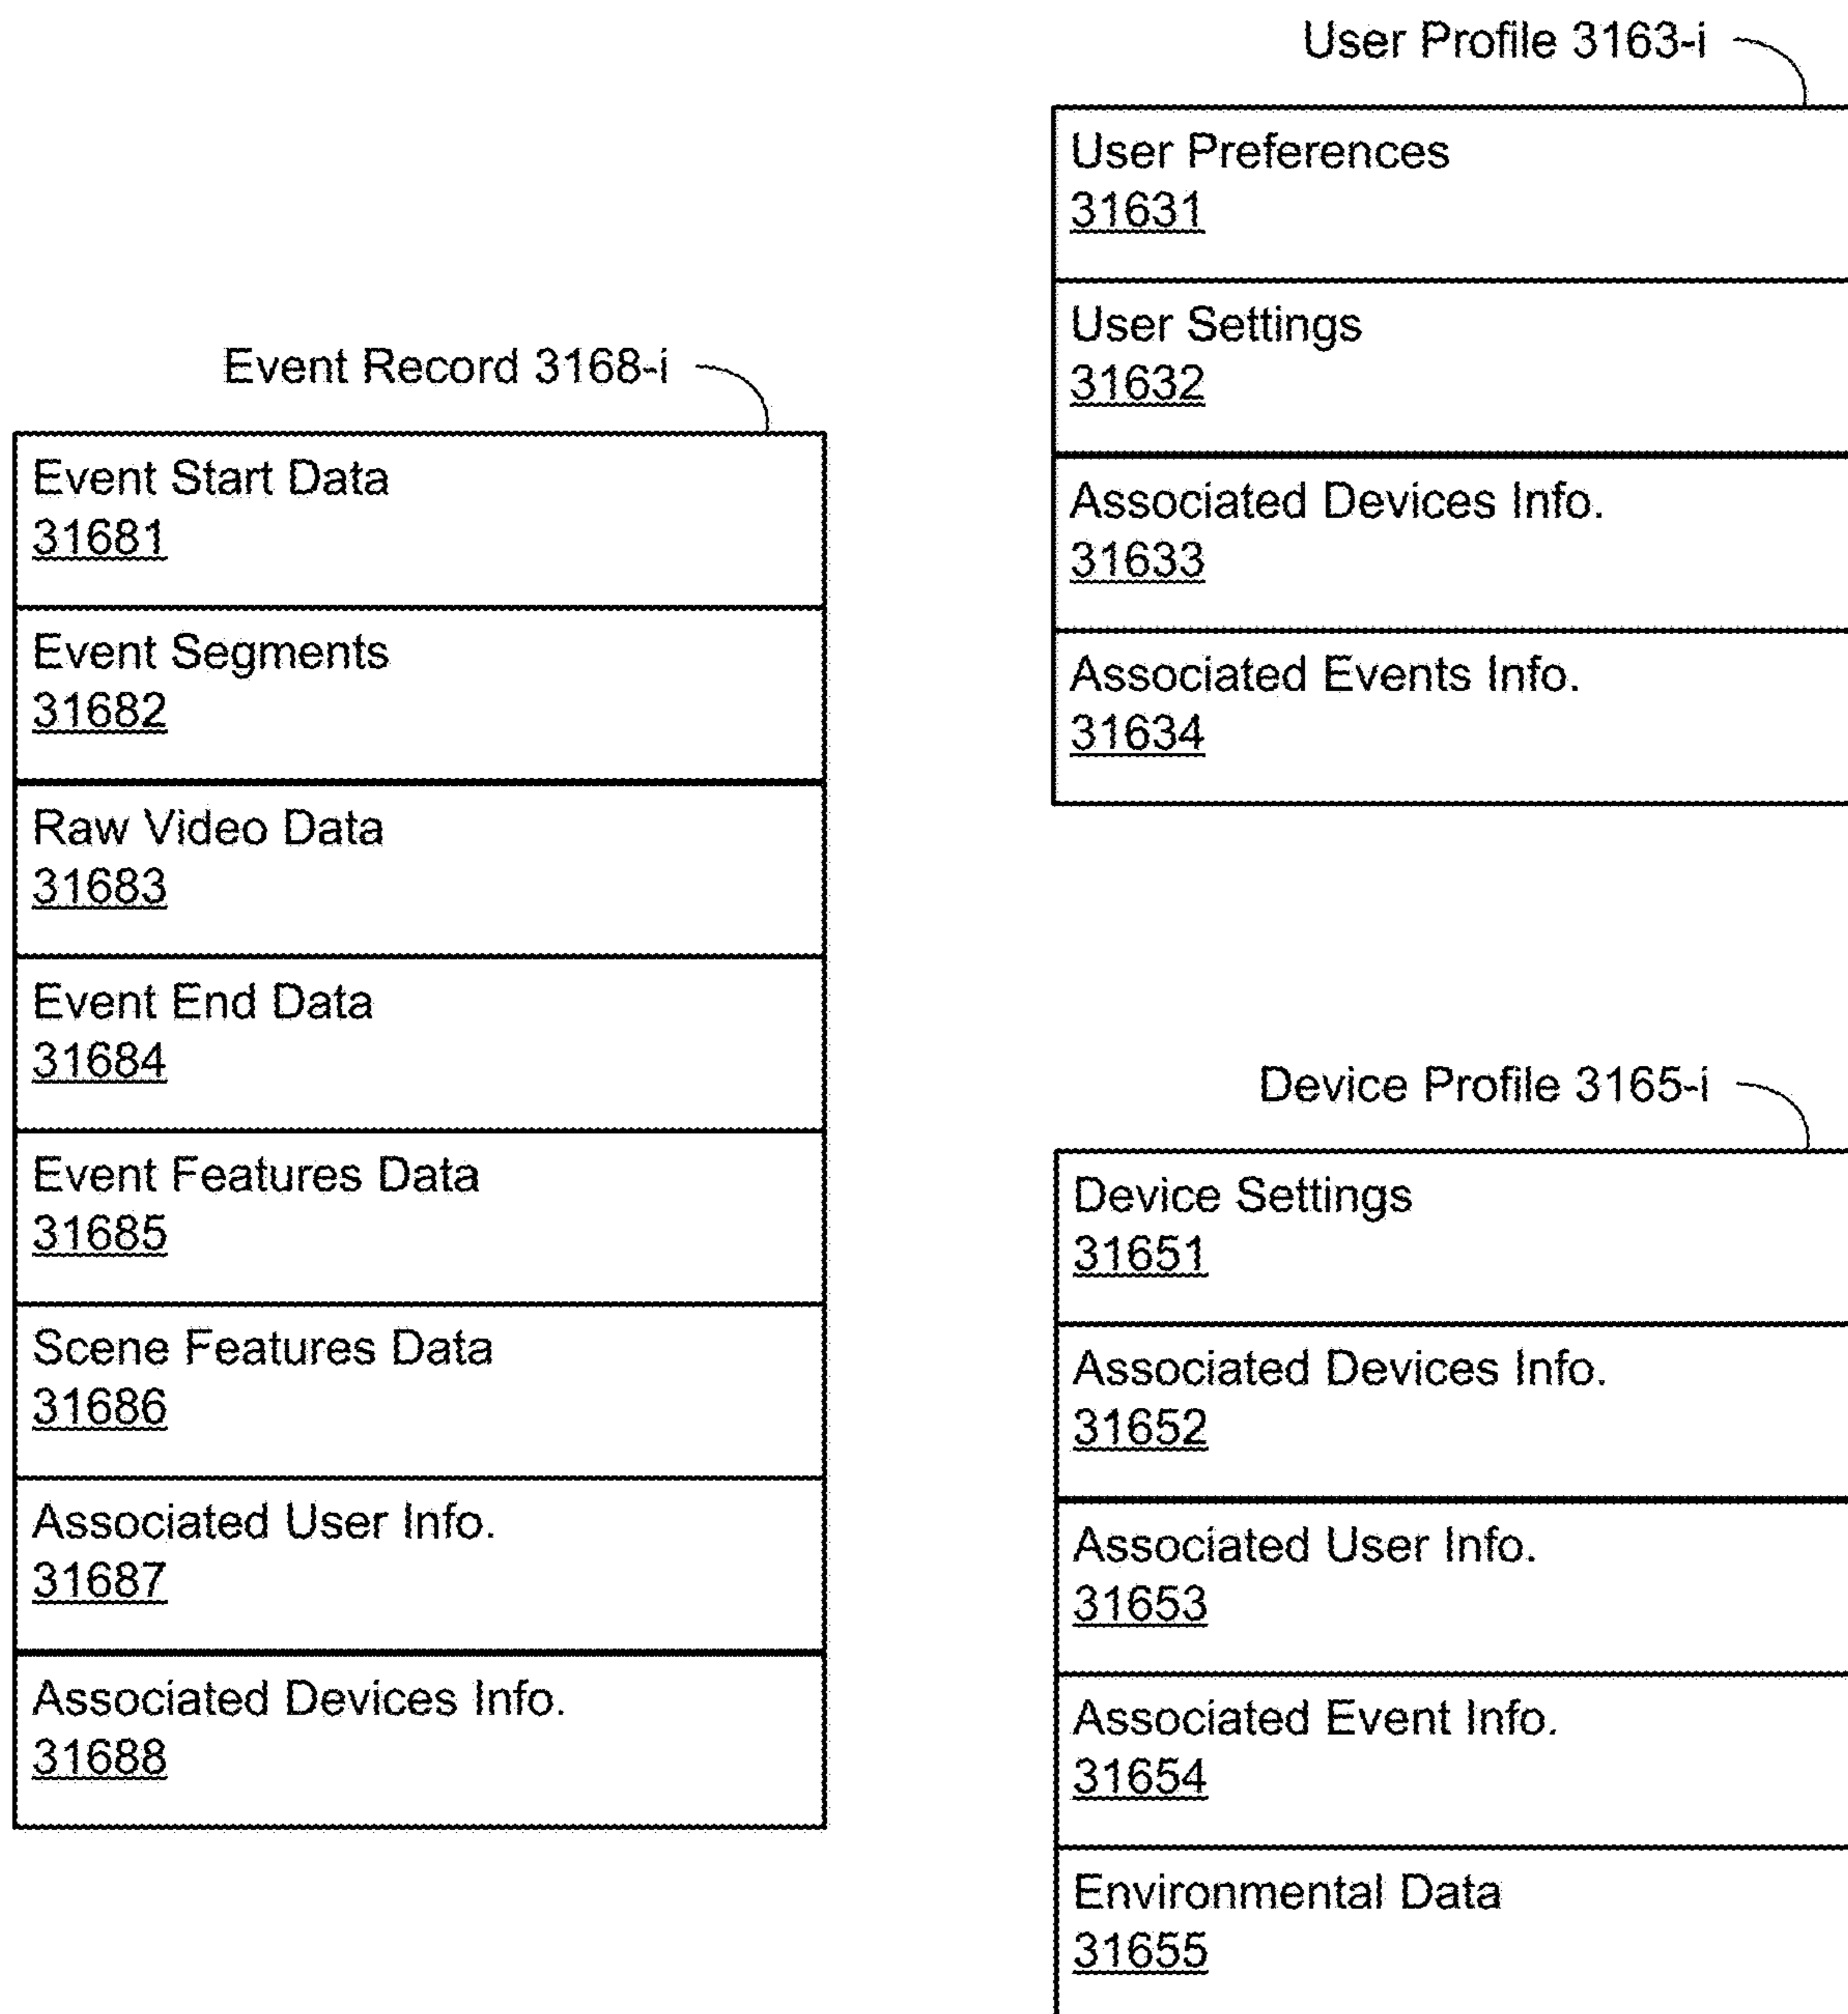 Event Record 3168-i
Event Start Data
31681
Event Segments
31682
Raw Video Data
31683
Event End Data
31684
Event Features Data
31685
Scene Features Data
31686
Associated User Info.
31687
Associated Devices Info.
31688
User Profile 3163-i
User Preferences
31631
User Settings
31632
Associated Devices Info.
31633
Associated Events Info.
31634
Device Profile 3165-i
Device Settings
31651
Associated Devices Info.
31652
Associated User Info.
31653
Associated Event Info.
31654
Environmental Data
31655